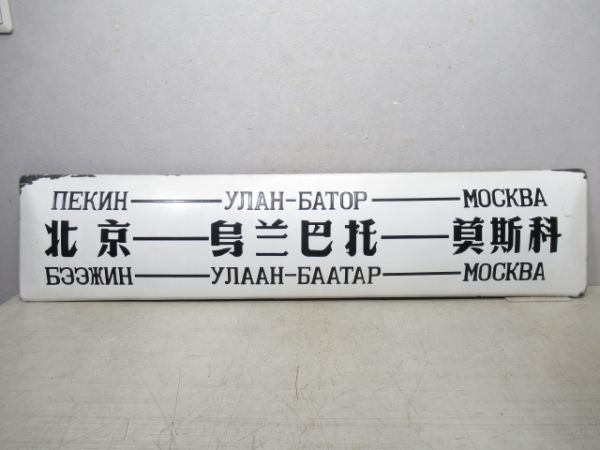 ПЕКИН—УЛАН-БАТОР—МОСКВА
北京—乌兰巴托—莫斯科
БЭЭЖИН—УЛААН-БААТАР—МОСКВА